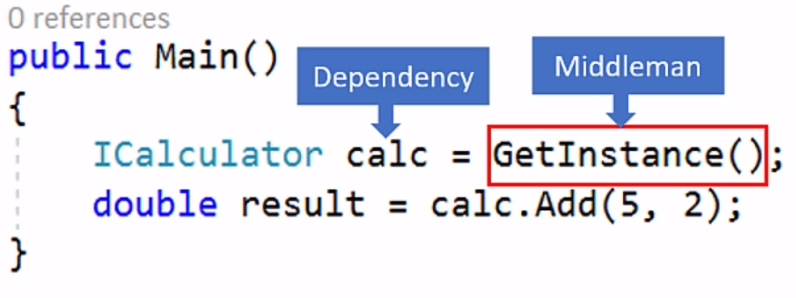 0 references
public Main()
Dependency
Middleman
{
ICalculator calc = GetInstance();
double result = calc.Add(5, 2);
}